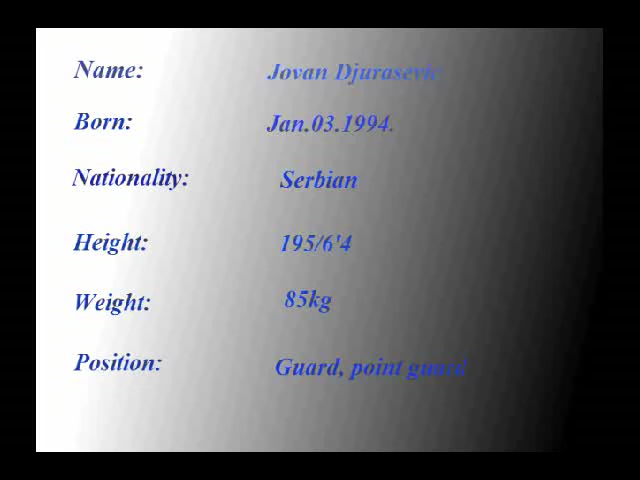 Name: Jovan Djurasevic
Born: Jan.03.1994.
Nationality: Serbian
Height: 195/6'4
Weight: 85kg
Position: Guard, point guard